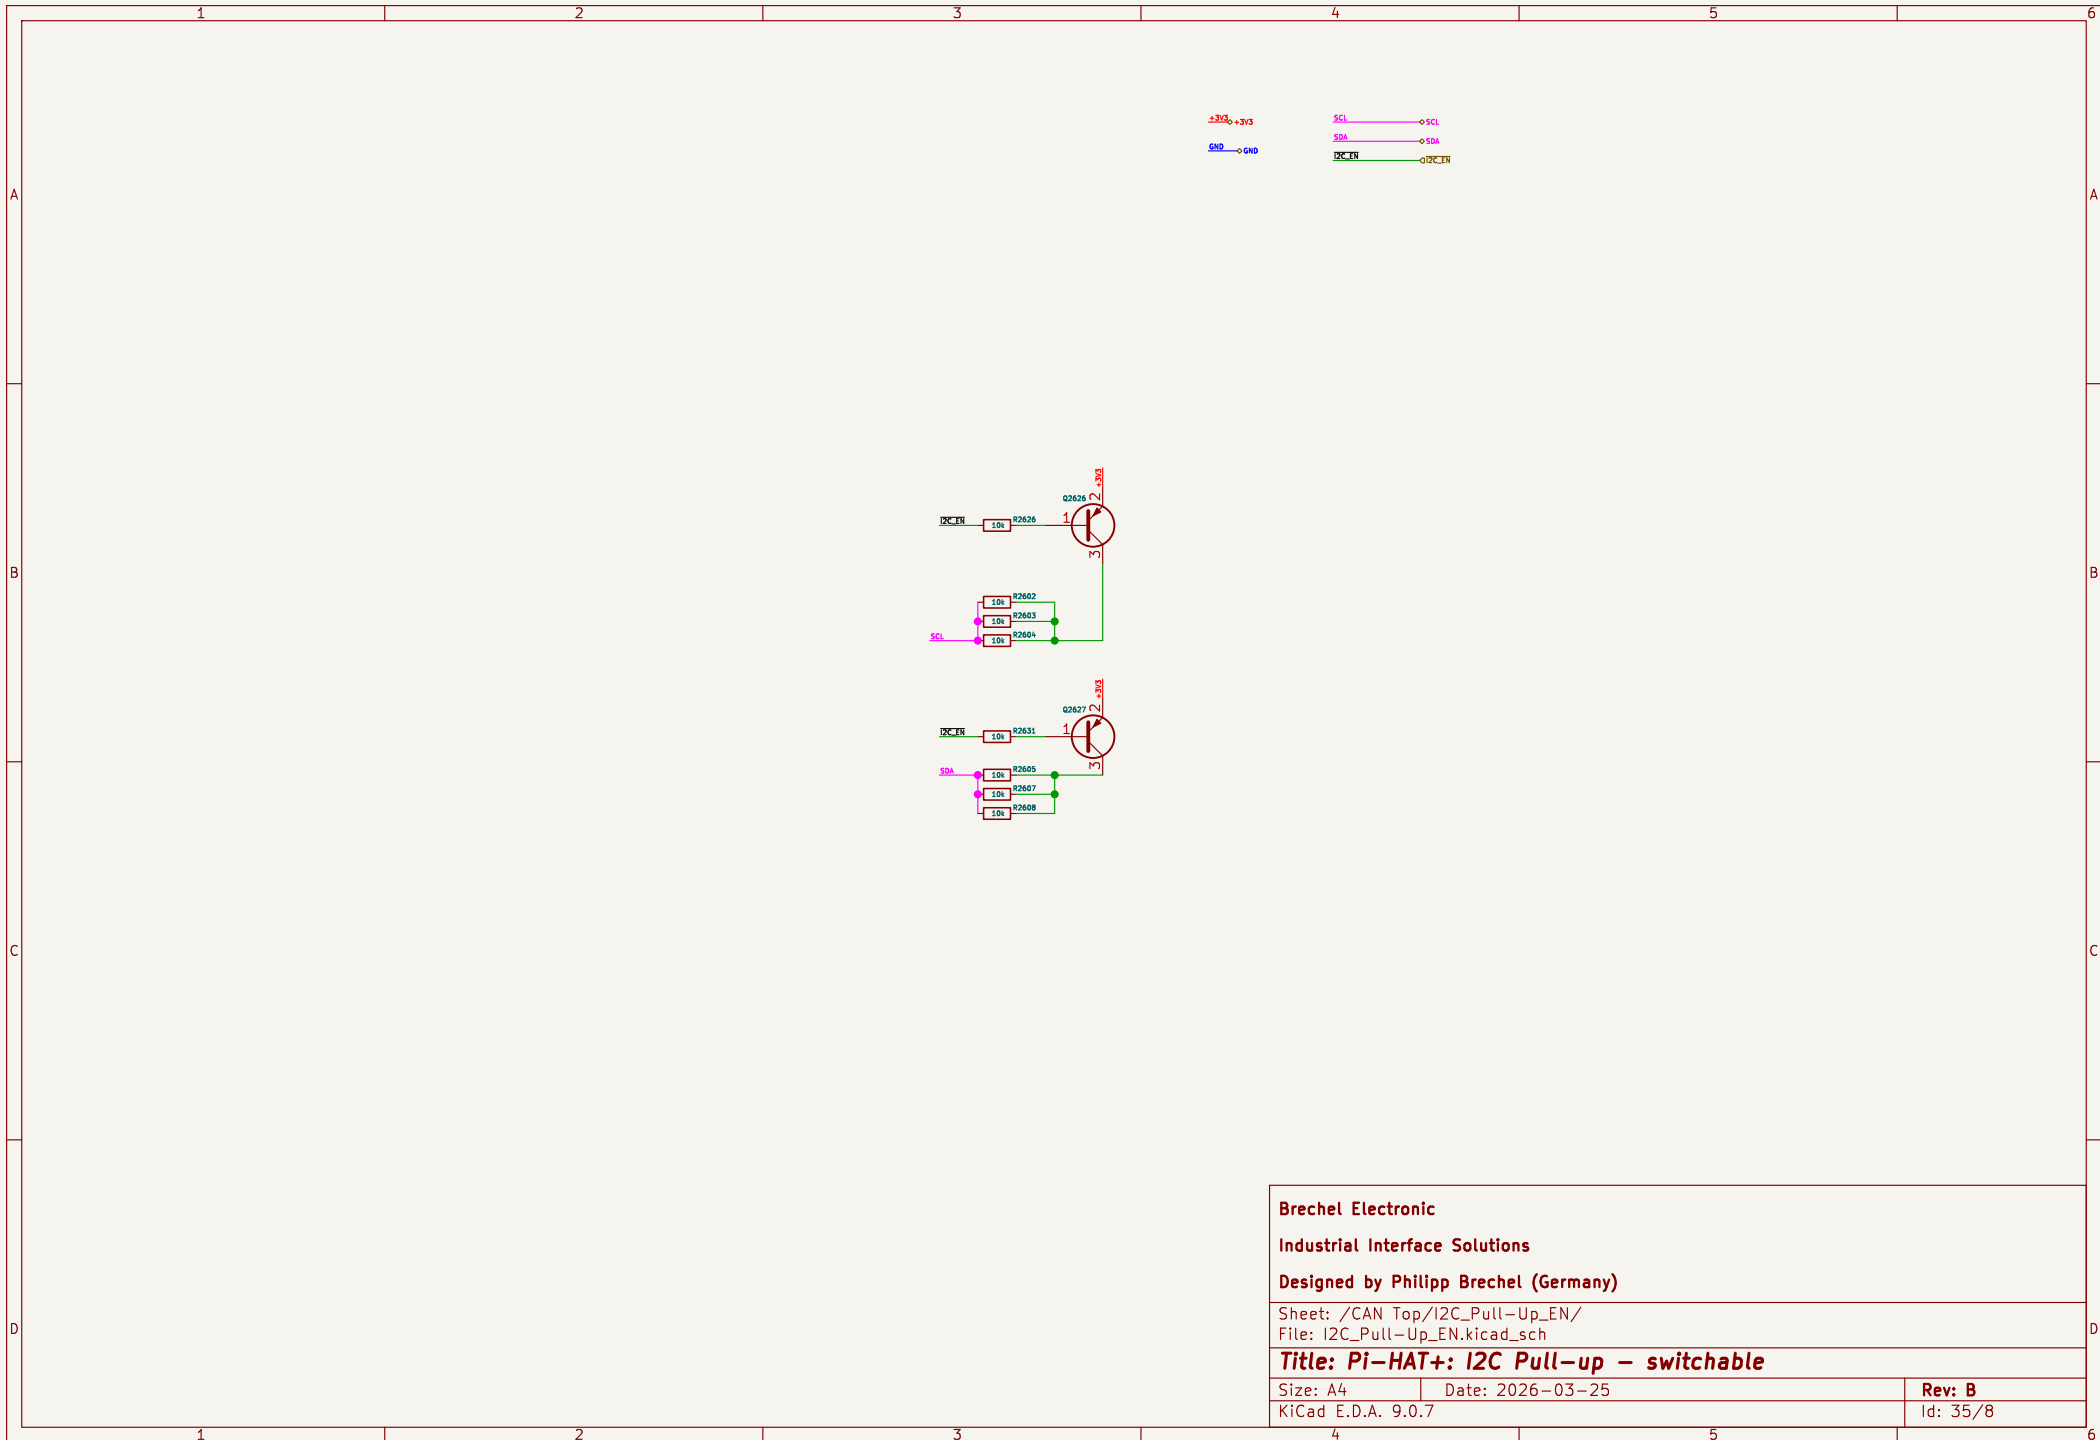 1 2 3 4 5 6
+3V3 +3V3
SCL SCL
SDA SDA
GND GND
I2C_EN I2C_EN
A A
+3V3
Q2626 2
I2C_EN 10k R2626 1
3
B B
10k R2602
10k R2603
SCL 10k R2604
+3V3
Q2627 2
I2C_EN 10k R2631 1
3
SDA 10k R2605
10k R2607
10k R2608
C C
Brechel Electronic
Industrial Interface Solutions
Designed by Philipp Brechel (Germany)
Sheet: /CAN Top/I2C_Pull-Up_EN/
File: I2C_Pull-Up_EN.kicad_sch
D D
Title: Pi-HAT+: I2C Pull-up - switchable
Size: A4 Date: 2026-03-25 Rev: B
KiCad E.D.A. 9.0.7 Id: 35/8
1 2 3 4 5 6